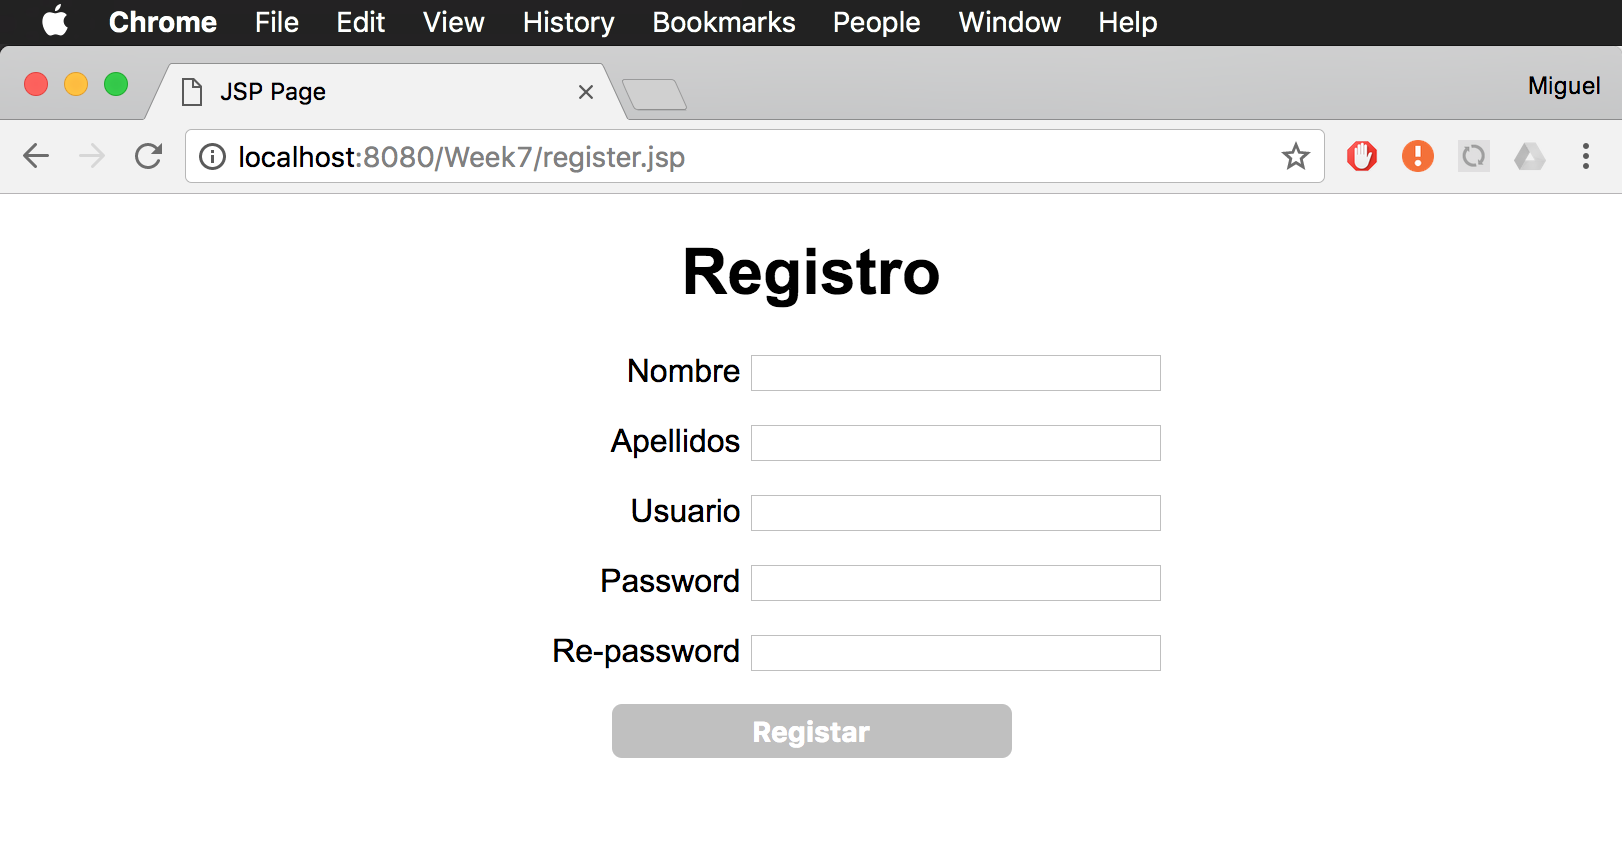 Chrome File Edit View History Bookmarks People Window Help
JSP Page Miguel
localhost:8080/Week7/register.jsp
Registro
Nombre
Apellidos
Usuario
Password
Re-password
Registar